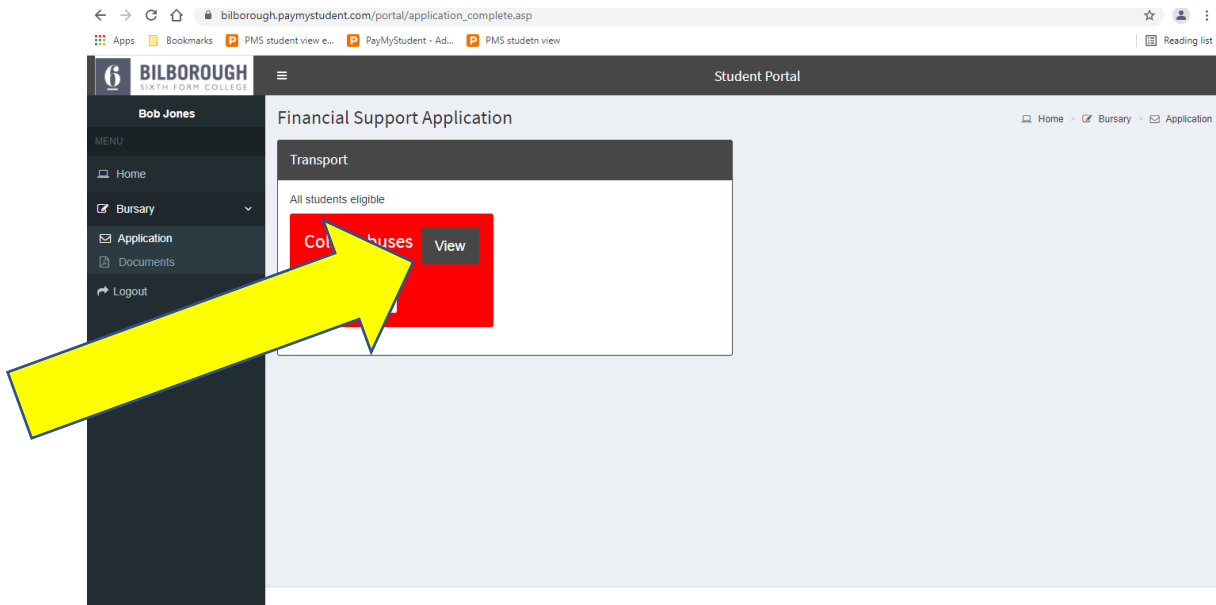 bilborough.paymystudent.com/portal/application_complete.asp
Apps Bookmarks PMS student view e... PayMyStudent - Ad... PMS studetn view Reading list
6 BILBOROUGH
SIXTH FORM COLLEGE
Student Portal
Bob Jones
Financial Support Application
Home > Bursary > Application
MENU
Home
Bursary
Application
Documents
Logout
Transport
All students eligible
buses
View